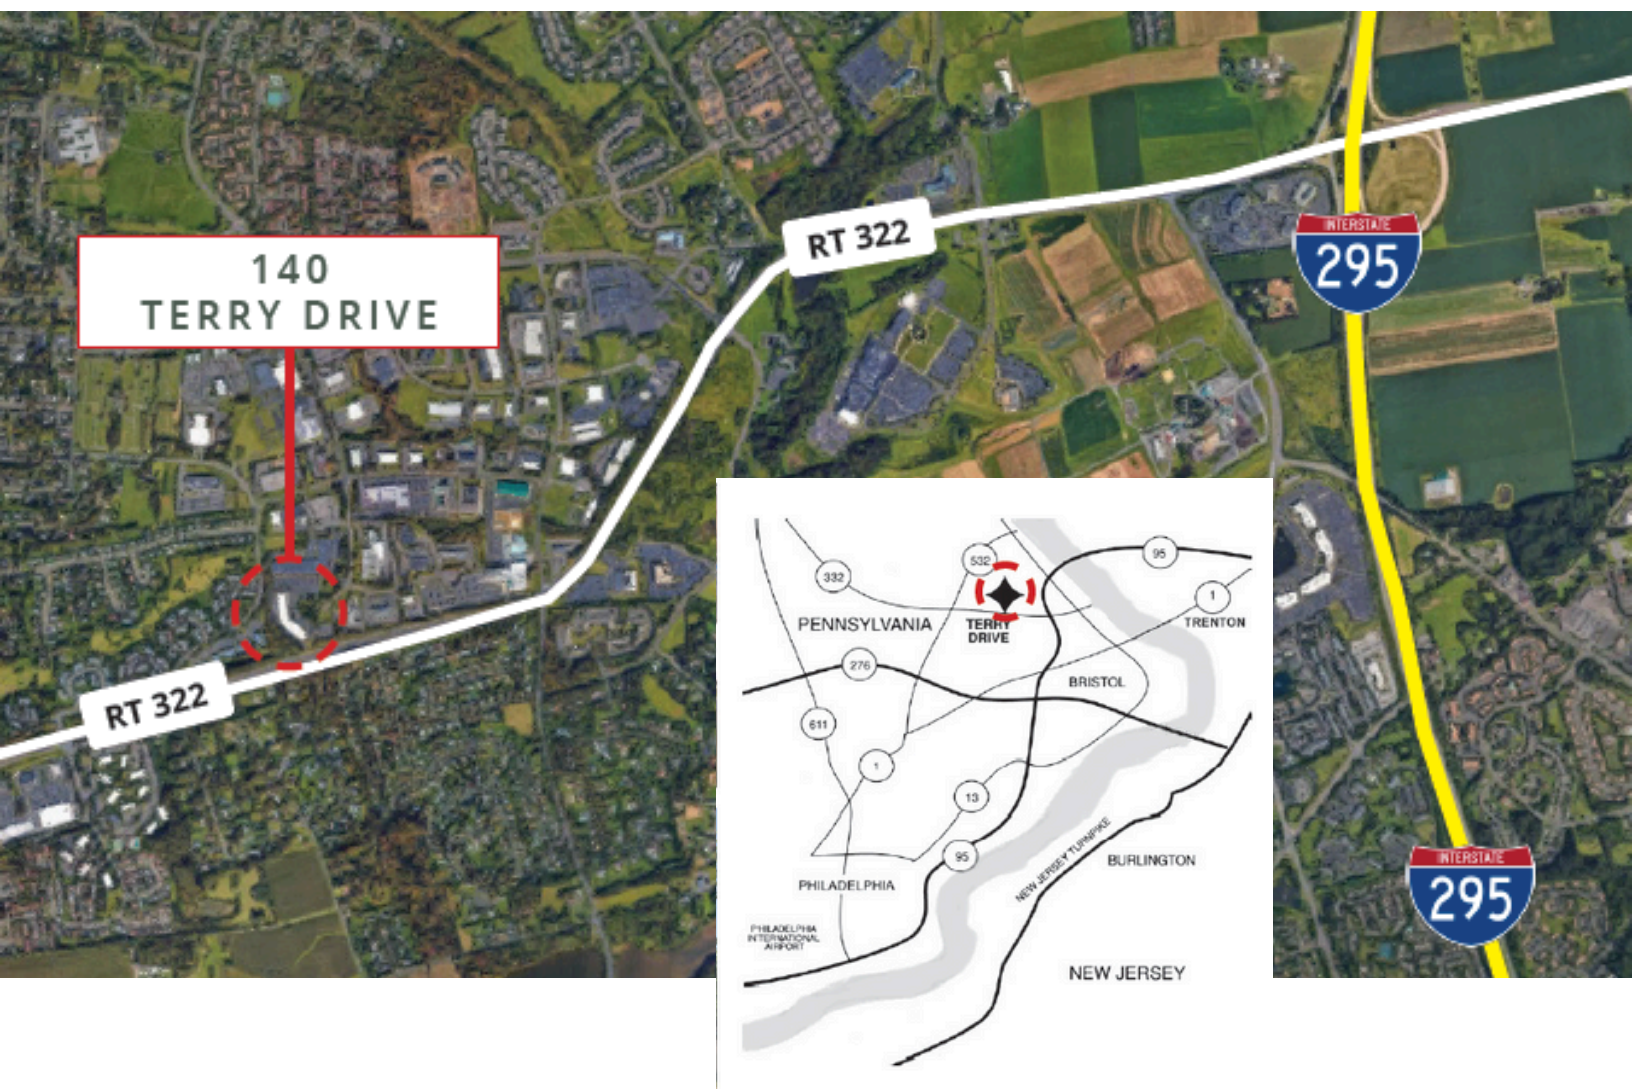 RT 322
INTERSTATE
295
140
TERRY DRIVE
RT 322
INTERSTATE
295
95
532
332
1
PENNSYLVANIA
TERRY
DRIVE
TRENTON
276
BRISTOL
611
1
13
95
NEW JERSEY TURNPIKE
BURLINGTON
PHILADELPHIA
PHILADELPHIA
INTERNATIONAL
AIRPORT
NEW JERSEY